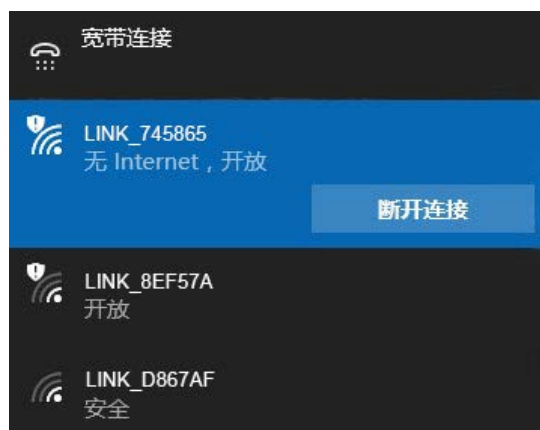 宽带连接
LINK_745865
无 Internet，开放
断开连接
LINK_8EF57A
开放
LINK_D867AF
安全